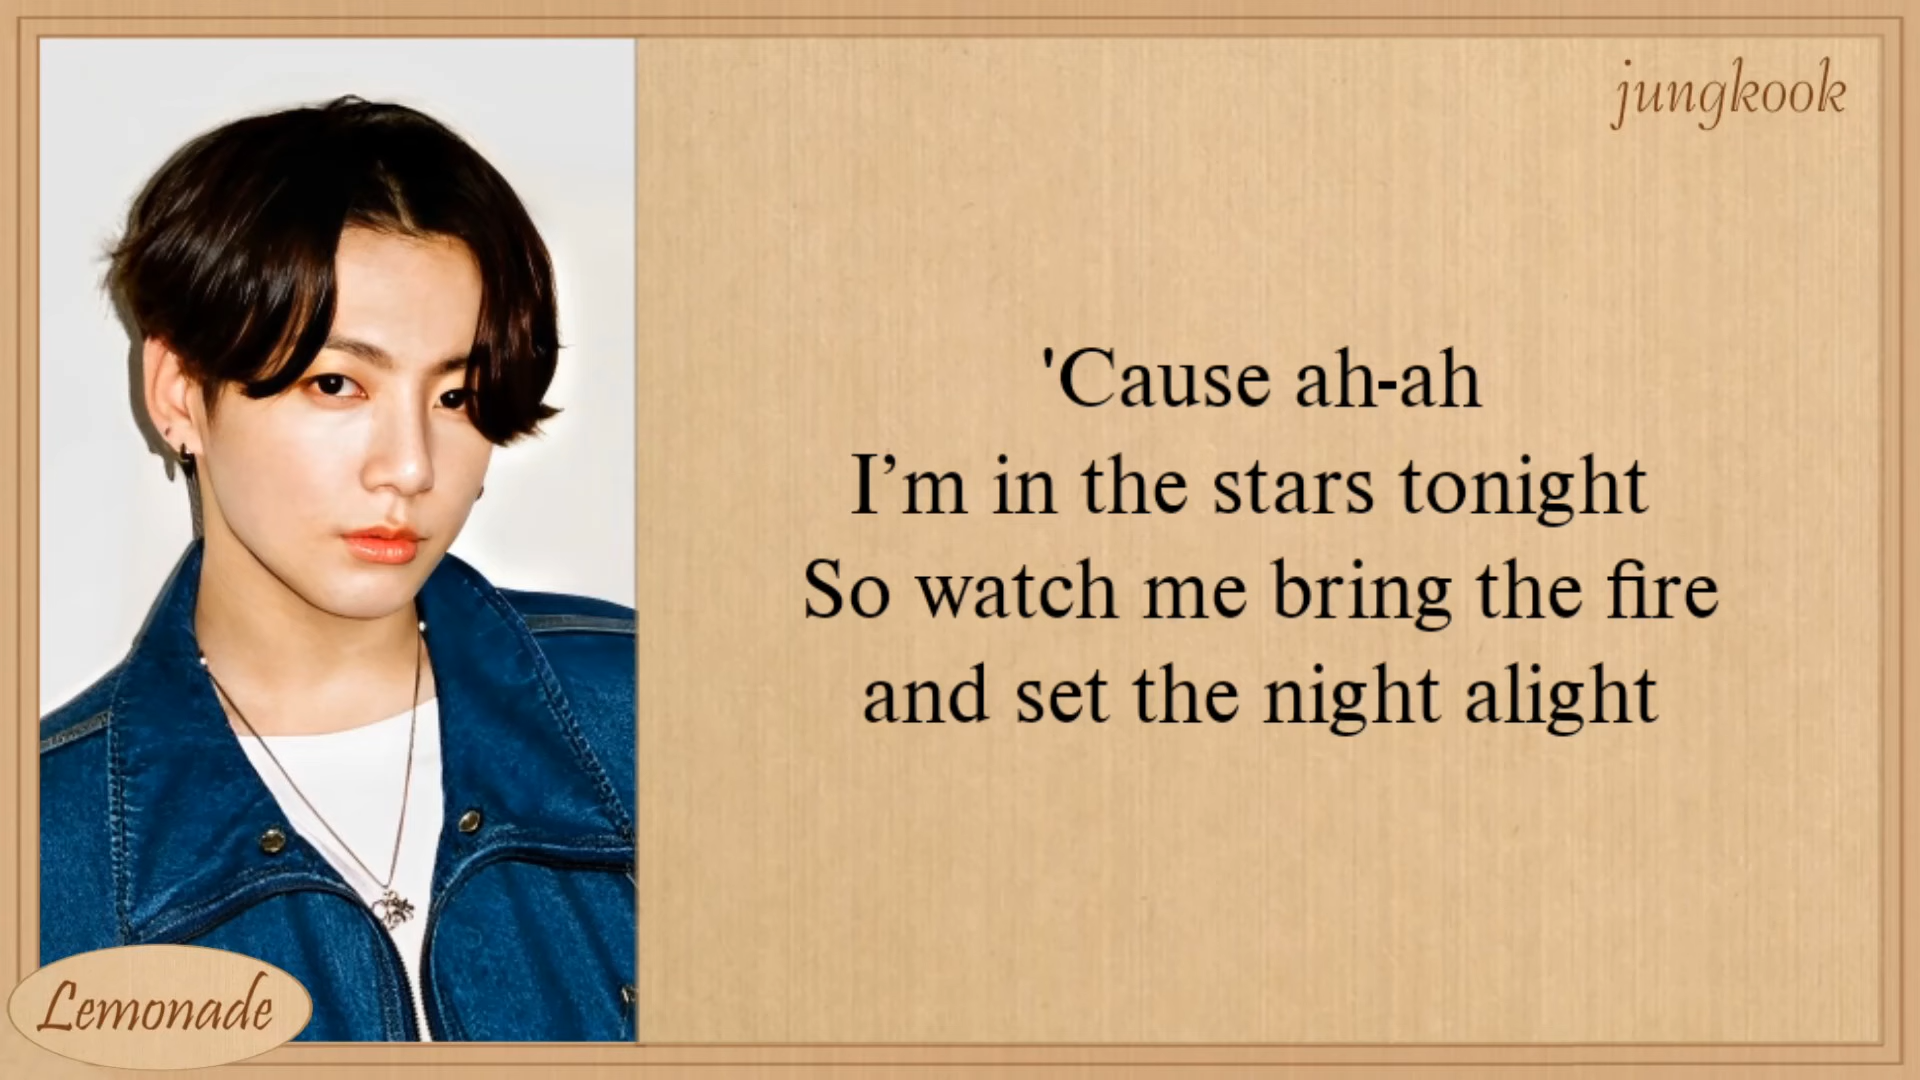 jungkook
'Cause ah-ah
I’m in the stars tonight
So watch me bring the fire
and set the night alight
Lemonade